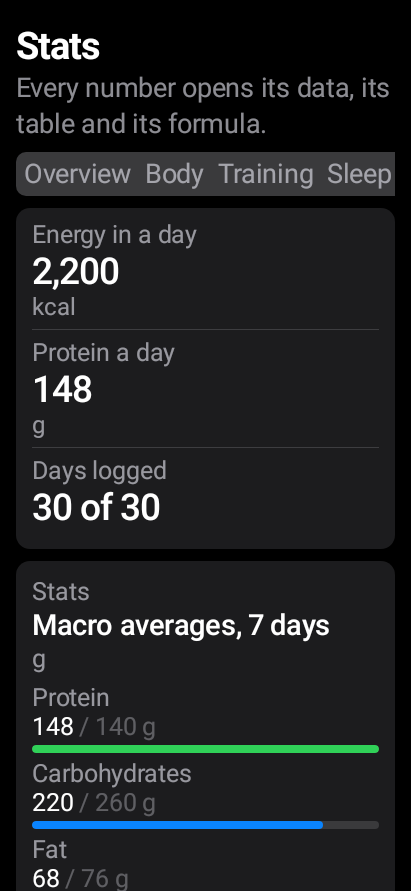 Stats
Every number opens its data, its
table and its formula.
Overview Body Training Sleep
Energy in a day
2,200
kcal
Protein a day
148
g
Days logged
30 of 30
Stats
Macro averages, 7 days
g
Protein
148 / 140 g
Carbohydrates
220 / 260 g
Fat
68 / 76 g